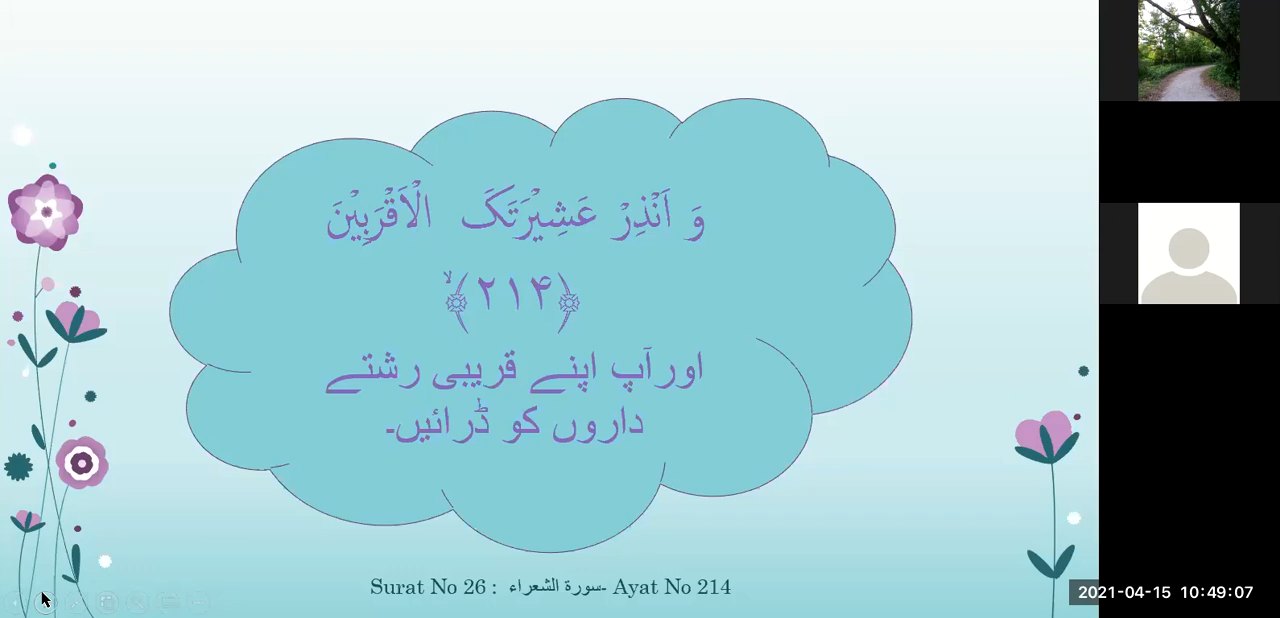 وَ اَنۡذِرۡ عَشِیۡرَتَکَ الۡاَقۡرَبِیۡنَ
﴿۲۱۴﴾ۙ
اورآپ اپنے قریبی رشتے
داروں کو ڈرائیں۔
Surat No 26 : سورة الشعراء - Ayat No 214
2021-04-15 10:49:07